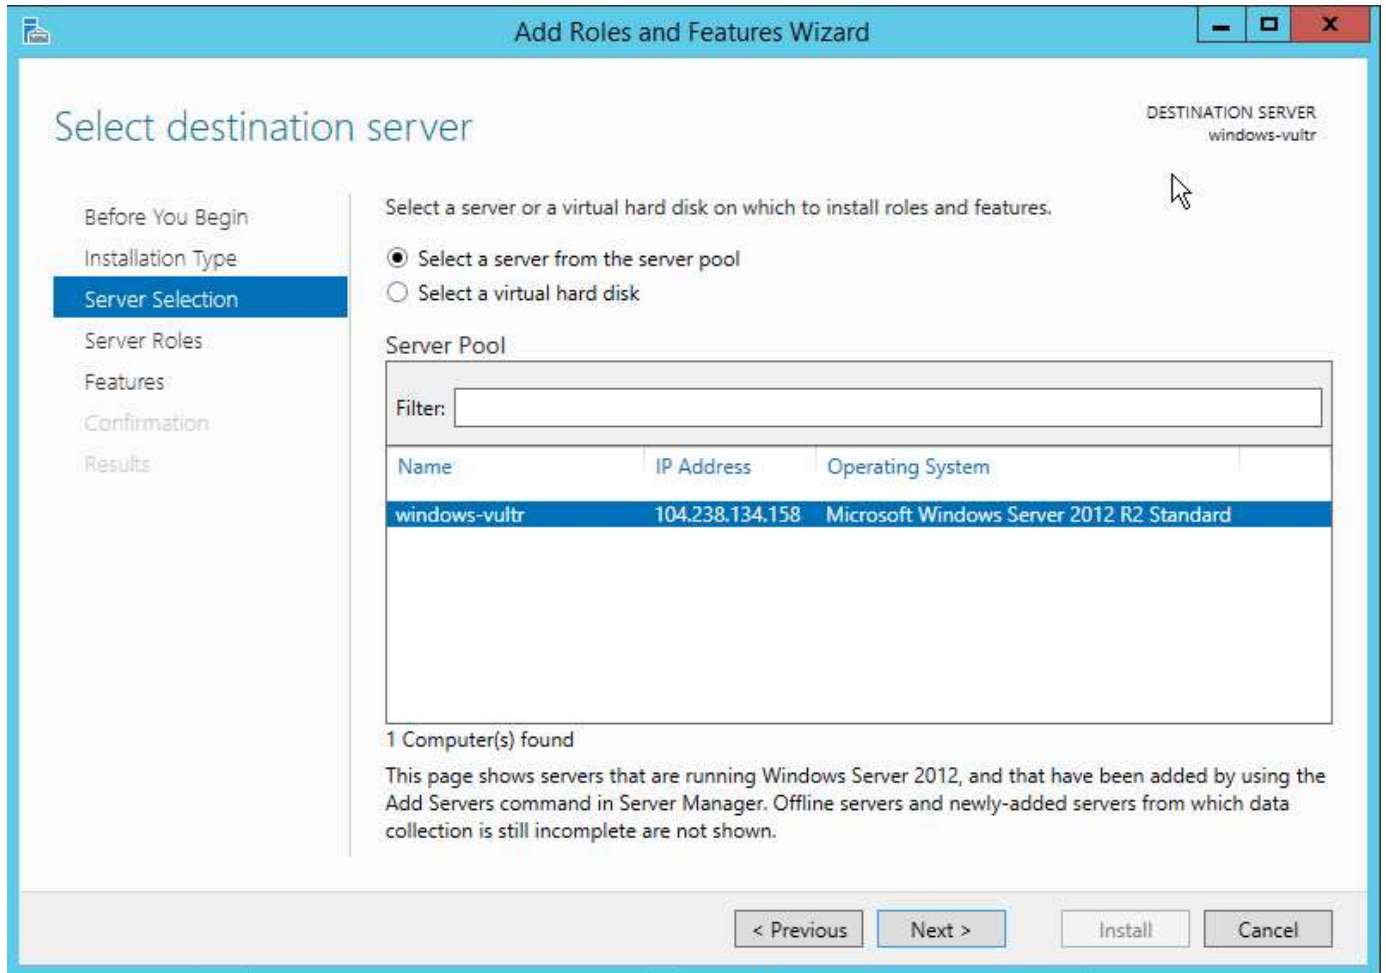 Add Roles and Features Wizard
Select destination server
DESTINATION SERVER
windows-vultr
Before You Begin
Installation Type
Server Selection
Server Roles
Features
Confirmation
Results
Select a server or a virtual hard disk on which to install roles and features.
Select a server from the server pool
Select a virtual hard disk
Server Pool
Filter:
Name IP Address Operating System
windows-vultr 104.238.134.158 Microsoft Windows Server 2012 R2 Standard
1 Computer(s) found
This page shows servers that are running Windows Server 2012, and that have been added by using the
Add Servers command in Server Manager. Offline servers and newly-added servers from which data
collection is still incomplete are not shown.
< Previous Next > Install Cancel